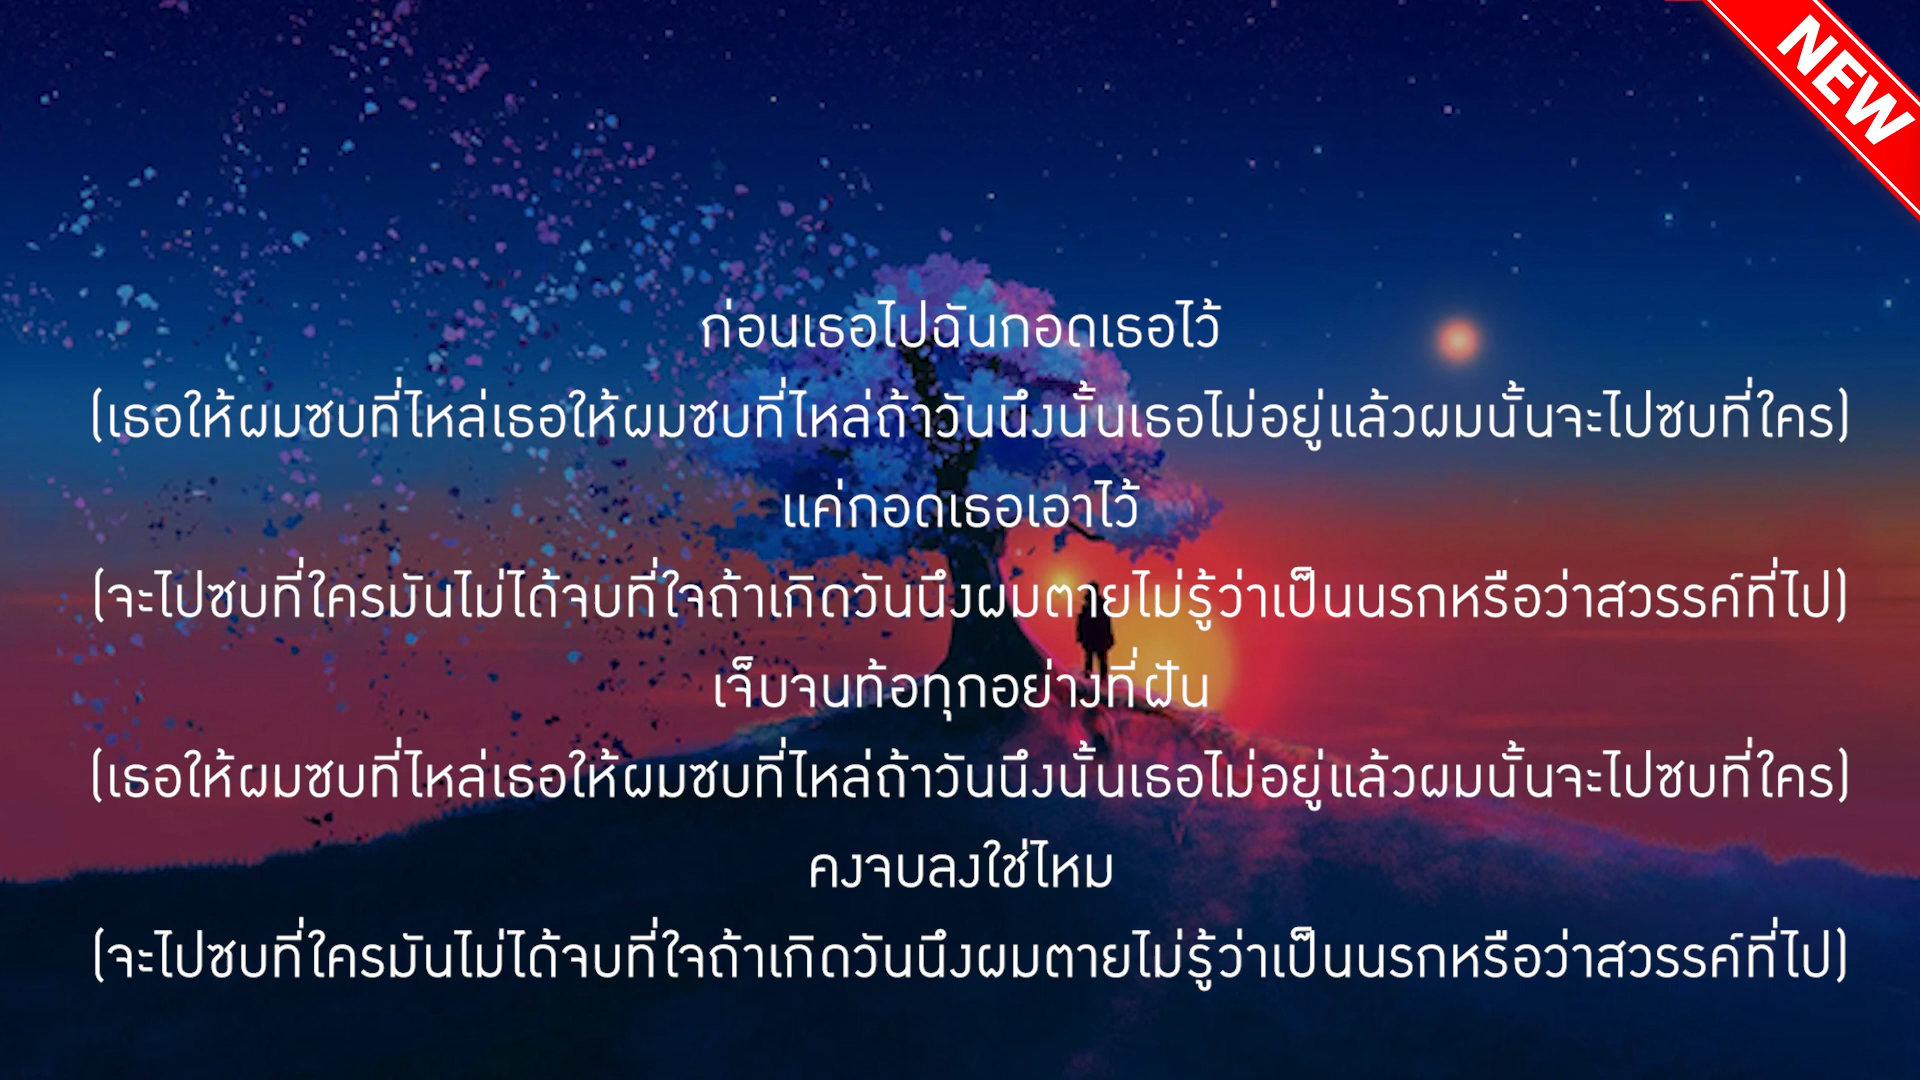 NEW
ก่อนเธอไปฉันกอดเธอไว้
(เธอให้ผมซบที่ไหล่เธอให้ผมซบที่ไหล่ถ้าวันนึงนั้นเธอไม่อยู่แล้วผมนั้นจะไปซบที่ใคร)
แค่กอดเธอเอาไว้
(จะไปซบที่ใครมันไม่ได้จบที่ใจถ้าเกิดวันนึงผมตายไม่รู้ว่าเป็นนรกหรือว่าสวรรค์ที่ไป)
เจ็บจนท้อทุกอย่างที่ฝัน
(เธอให้ผมซบที่ไหล่เธอให้ผมซบที่ไหล่ถ้าวันนึงนั้นเธอไม่อยู่แล้วผมนั้นจะไปซบที่ใคร)
คงจบลงใช่ไหม
(จะไปซบที่ใครมันไม่ได้จบที่ใจถ้าเกิดวันนึงผมตายไม่รู้ว่าเป็นนรกหรือว่าสวรรค์ที่ไป)